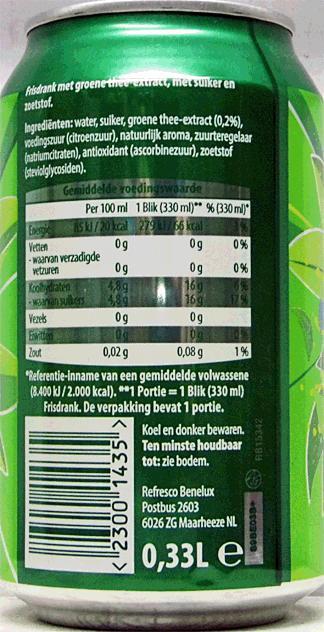 Frisdrank met groene thee-extract, met suiker en
zoetstof.
Ingrediënten: water, suiker, groene thee-extract (0,2%),
voedingszuur (citroenzuur), natuurlijk aroma, zuurteregelaar
(natriumcitraten), antioxidant (ascorbinezuur), zoetstof
(steviolglycosiden).
Gemiddelde voedingswaarde
Per 100 ml 1 Blik (330 ml)** % (330 ml)*
Energie 85 kJ / 20 kcal 279 kJ / 66 kcal %
Vetten 0 g 0 g 0 %
- waarvan verzadigde
vetzuren 0 g 0 g 0 %
Koolhydraten 4,8 g 16 g 6 %
- waarvan suikers 4,8 g 16 g 17 %
Vezels 0 g 0 g
Eiwitten 0 g 0 g 0 %
Zout 0,02 g 0,08 g 1 %
*Referentie-inname van een gemiddelde volwassene
(8.400 kJ / 2.000 kcal). **1 Portie = 1 Blik (330 ml)
Frisdrank. De verpakking bevat 1 portie.
Koel en donker bewaren.
Ten minste houdbaar
tot: zie bodem.
Refresco Benelux
Postbus 2603
6026 ZG Maarheeze NL
0,33L e
< 2300 1435 >
RB15342